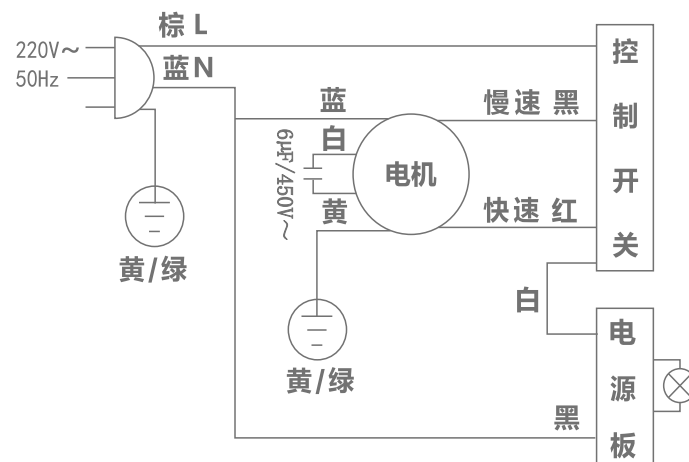 棕 L
220V～
50Hz
蓝 N
黄/绿
蓝
白
6μF/450V～
黄
电机
黄/绿
慢速 黑
快速 红
控制开关
白
黑
电源板